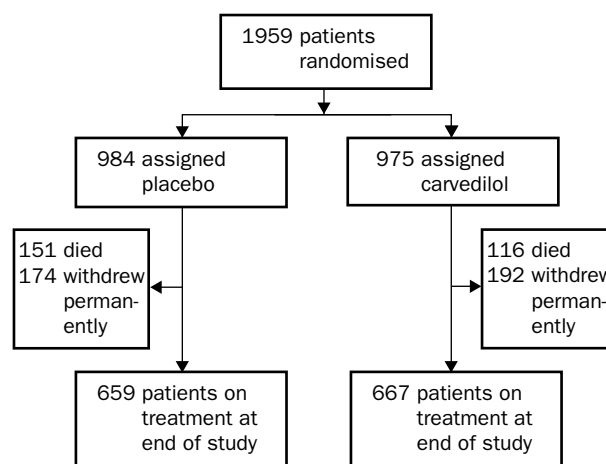 1959 patients
randomised
984 assigned
placebo
975 assigned
carvedilol
151 died
174 withdrew
perman-
ently
116 died
192 withdrew
perman-
ently
659 patients on
treatment at
end of study
667 patients on
treatment at
end of study